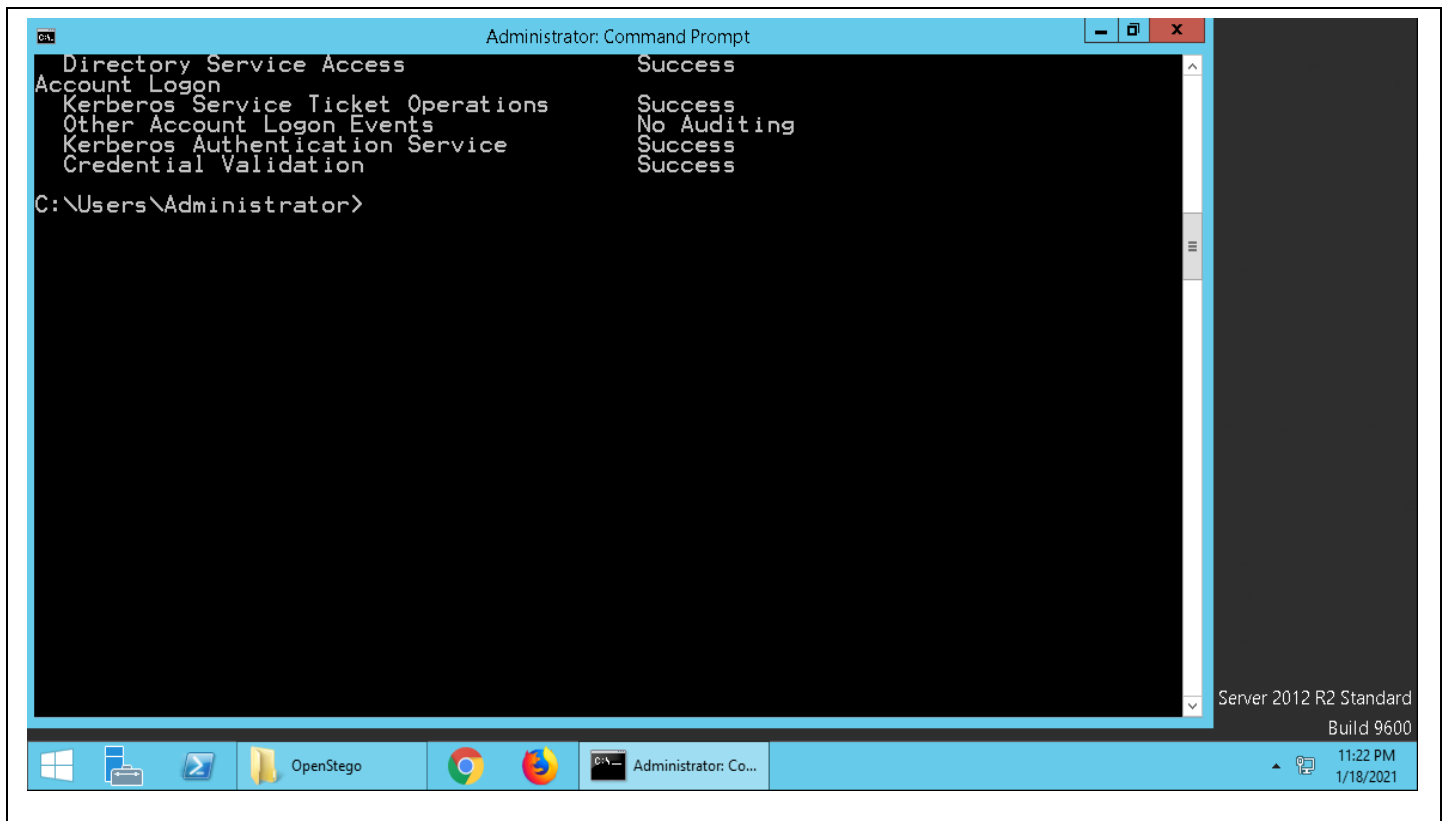 Administrator: Command Prompt
Directory Service Access Success
Account Logon
Kerberos Service Ticket Operations Success
Other Account Logon Events No Auditing
Kerberos Authentication Service Success
Credential Validation Success
C:\Users\Administrator>
Server 2012 R2 Standard
Build 9600
OpenStego
Administrator: Co...
11:22 PM
1/18/2021